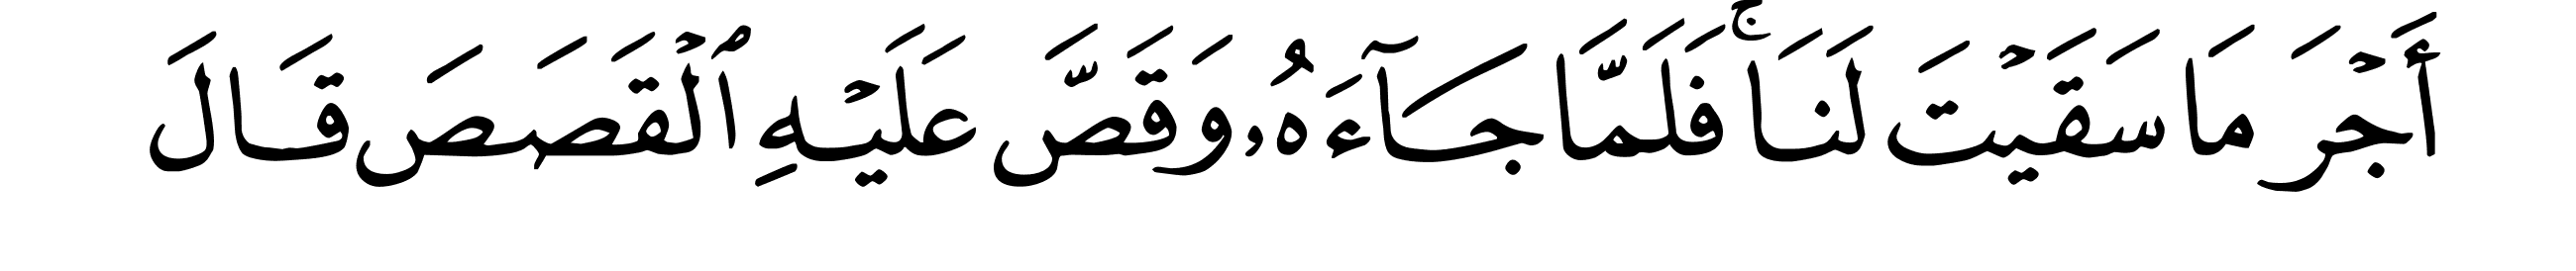 أَجْرَ مَا سَقَيْتَ لَنَاۚ فَلَمَّا جَآءَهُۥ وَقَصَّ عَلَيْهِ ٱلْقَصَصَ قَالَ